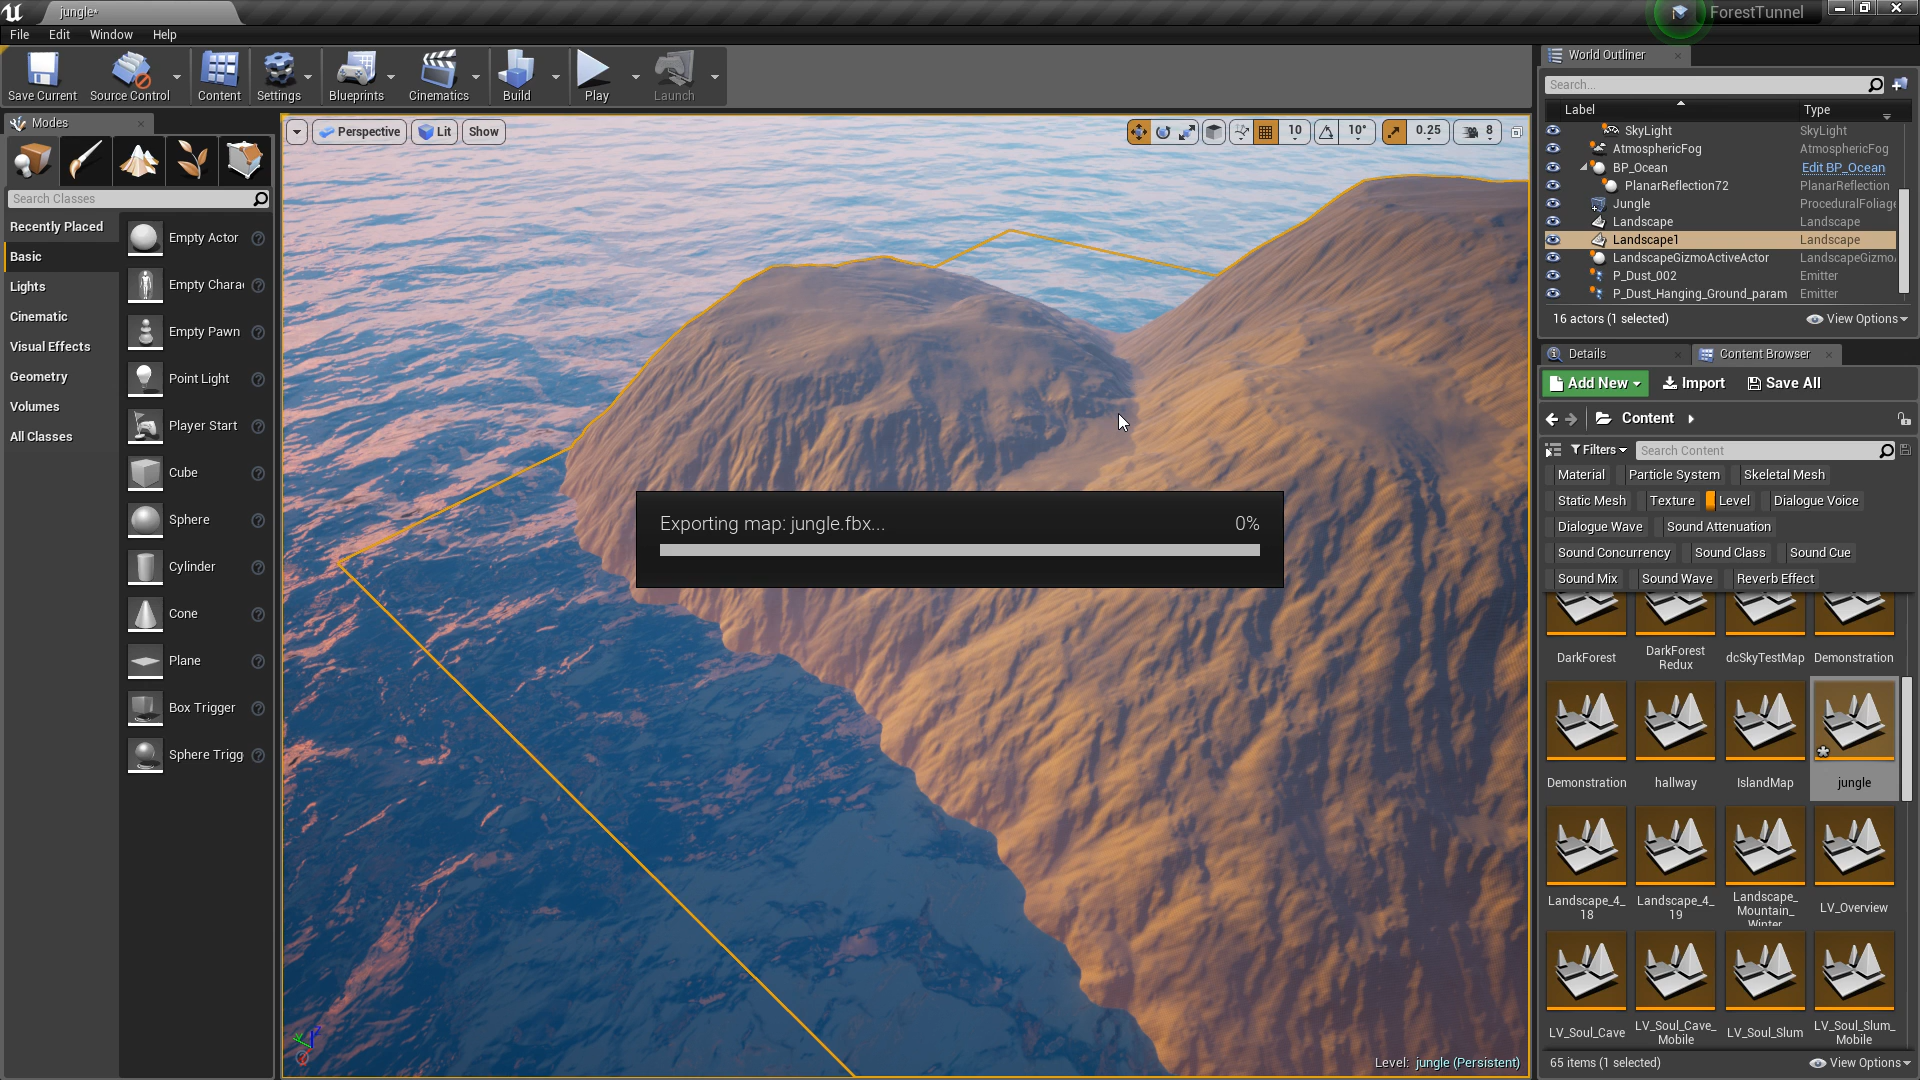 jungle*
ForestTunnel
File
Edit
Window
Help
Save Current
Source Control
Content
Settings
Blueprints
Cinematics
Build
Play
Launch
Modes
Search Classes
Recently Placed
Basic
Lights
Cinematic
Visual Effects
Geometry
Volumes
All Classes
Empty Actor
Empty Chara
Empty Pawn
Point Light
Player Start
Cube
Sphere
Cylinder
Cone
Plane
Box Trigger
Sphere Trigg
Perspective
Lit
Show
10
10°
0.25
8
Exporting map: jungle.fbx...
0%
Level: jungle (Persistent)
World Outliner
Search...
Label
Type
SkyLight
SkyLight
AtmosphericFog
AtmosphericFog
BP_Ocean
Edit BP_Ocean
PlanarReflection72
PlanarReflection
Jungle
ProceduralFoliage
Landscape
Landscape
Landscape1
Landscape
LandscapeGizmoActiveActor
LandscapeGizmo
P_Dust_002
Emitter
P_Dust_Hanging_Ground_param
Emitter
16 actors (1 selected)
View Options
Details
Content Browser
Add New
Import
Save All
Content
Filters
Search Content
Material
Particle System
Skeletal Mesh
Static Mesh
Texture
Level
Dialogue Voice
Dialogue Wave
Sound Attenuation
Sound Concurrency
Sound Class
Sound Cue
Sound Mix
Sound Wave
Reverb Effect
DarkForest
DarkForest
Redux
dcSkyTestMap
Demonstration
Demonstration
hallway
IslandMap
jungle
Landscape_4_
18
Landscape_4_
19
Landscape_
Mountain_
Winter
LV_Overview
LV_Soul_Cave
LV_Soul_Cave_
Mobile
LV_Soul_Slum
LV_Soul_Slum_
Mobile
65 items (1 selected)
View Options